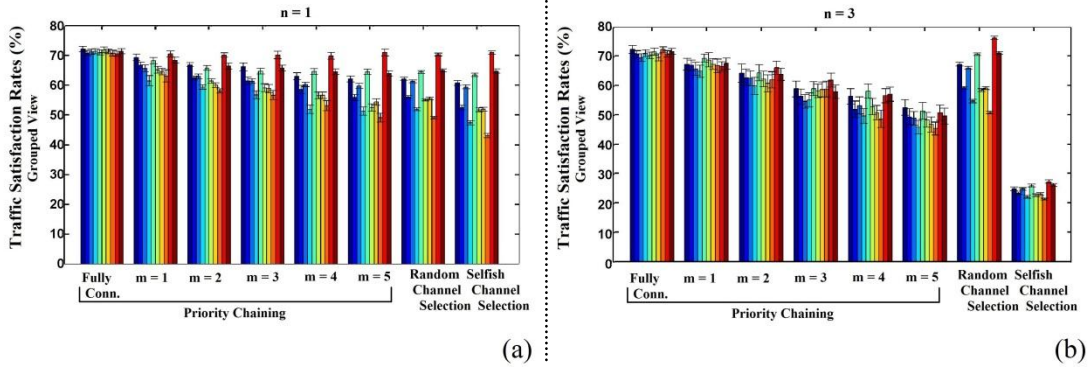 n = 1
Traffic Satisfaction Rates (%)
Grouped View
80
70
60
50
40
30
20
10
0
Fully
Conn.
m = 1
m = 2
m = 3
m = 4
m = 5
Random
Channel
Selection
Selfish
Channel
Selection
Priority Chaining
(a)
n = 3
Traffic Satisfaction Rates (%)
Grouped View
80
70
60
50
40
30
20
10
0
Fully
Conn.
m = 1
m = 2
m = 3
m = 4
m = 5
Random
Channel
Selection
Selfish
Channel
Selection
Priority Chaining
(b)